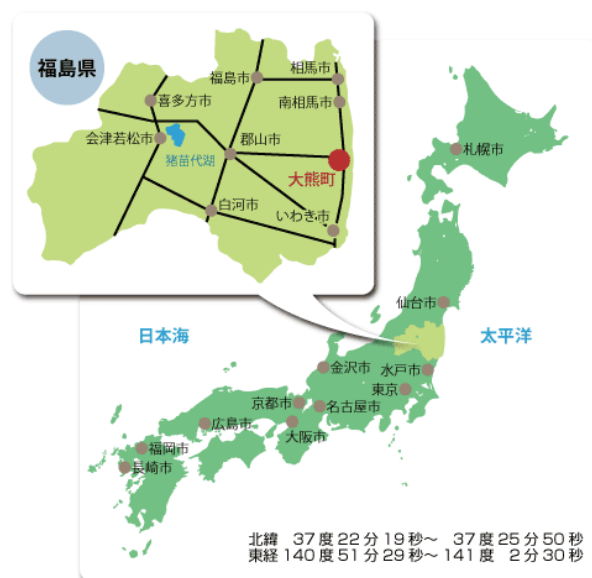 福島県
相馬市
福島市
喜多方市
南相馬市
会津若松市
郡山市
猪苗代湖
大熊町
白河市
いわき市
札幌市
仙台市
日本海
太平洋
金沢市
水戸市
東京
京都市
名古屋市
広島市
大阪市
福岡市
長崎市
北緯 37度22分19秒～ 37度25分50秒
東経140度51分29秒～ 141度 2分30秒